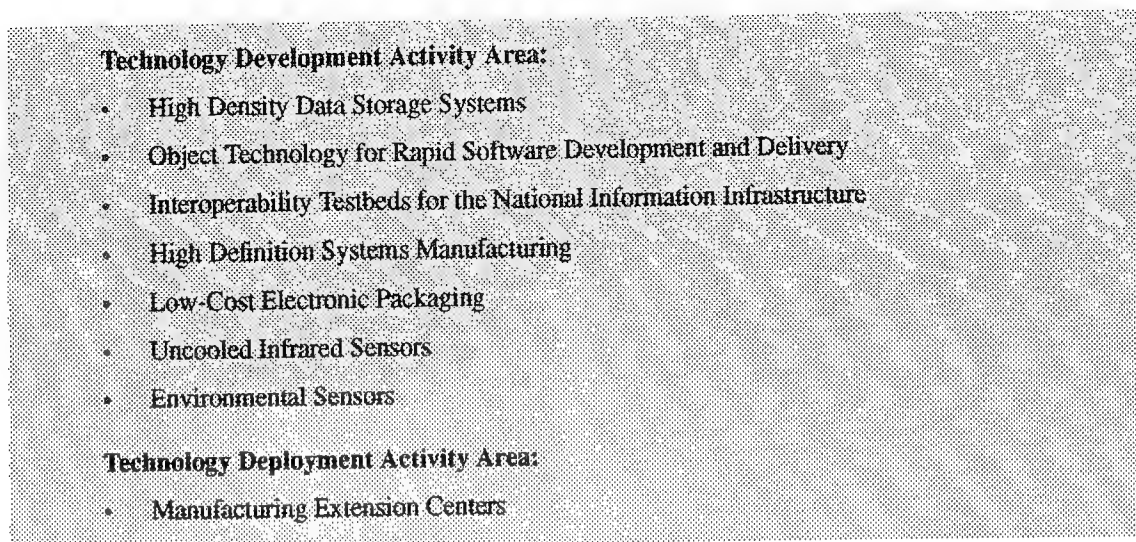 Technology Development Activity Area:
• High Density Data Storage Systems
• Object Technology for Rapid Software Development and Delivery
• Interoperability Testbeds for the National Information Infrastructure
• High Definition Systems Manufacturing
• Low-Cost Electronic Packaging
• Uncooled Infrared Sensors
• Environmental Sensors
Technology Deployment Activity Area:
• Manufacturing Extension Centers